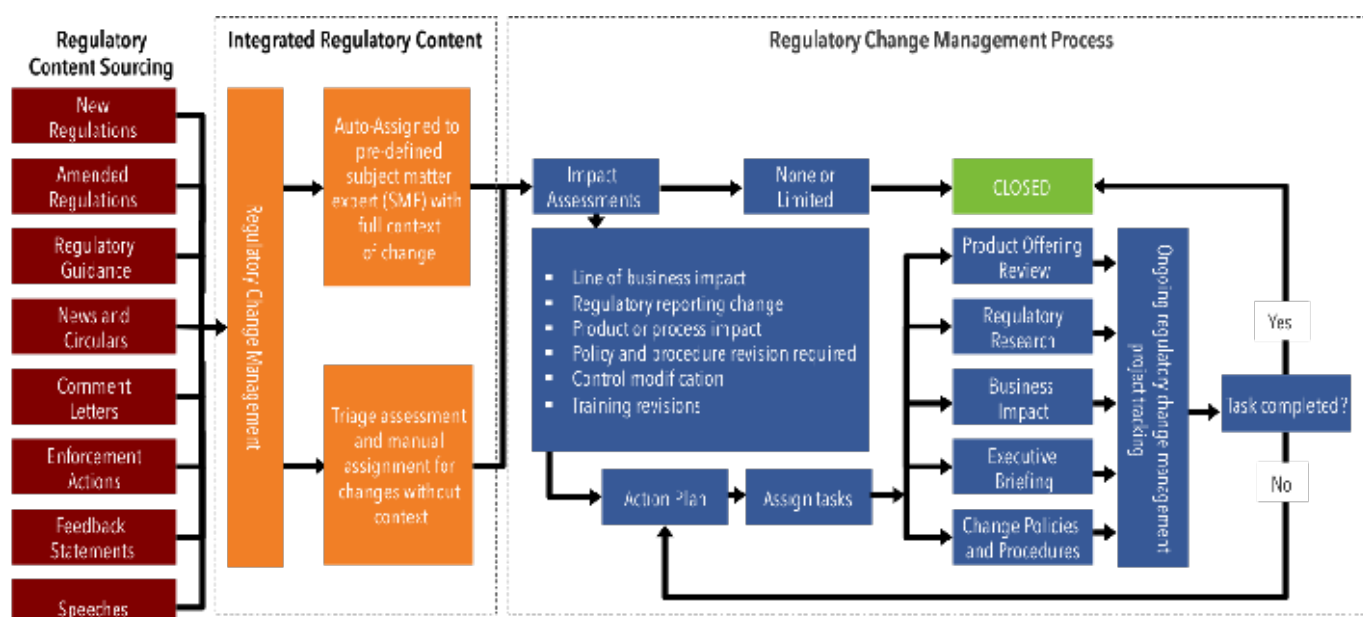 Regulatory
Content Sourcing
New
Regulations
Amended
Regulations
Regulatory
Guidance
News and
Circulars
Comment
Letters
Enforcement
Actions
Feedback
Statements
Speeches
Integrated Regulatory Content
Regulatory Change Management
Auto-Assigned to
pre-defined
subject matter
expert (SME) with
full context
of change
Triage assessment
and manual
assignment for
changes without
context
Regulatory Change Management Process
Impact
Assessments
None or
Limited
CLOSED
▪ Line of business impact
▪ Regulatory reporting change
▪ Product or process impact
▪ Policy and procedure revision required
▪ Control modification
▪ Training revisions
Action Plan
Assign tasks
Product Offering
Review
Regulatory
Research
Business
Impact
Executive
Briefing
Change Policies
and Procedures
Ongoing regulatory change management
project tracking
Yes
Task completed?
No